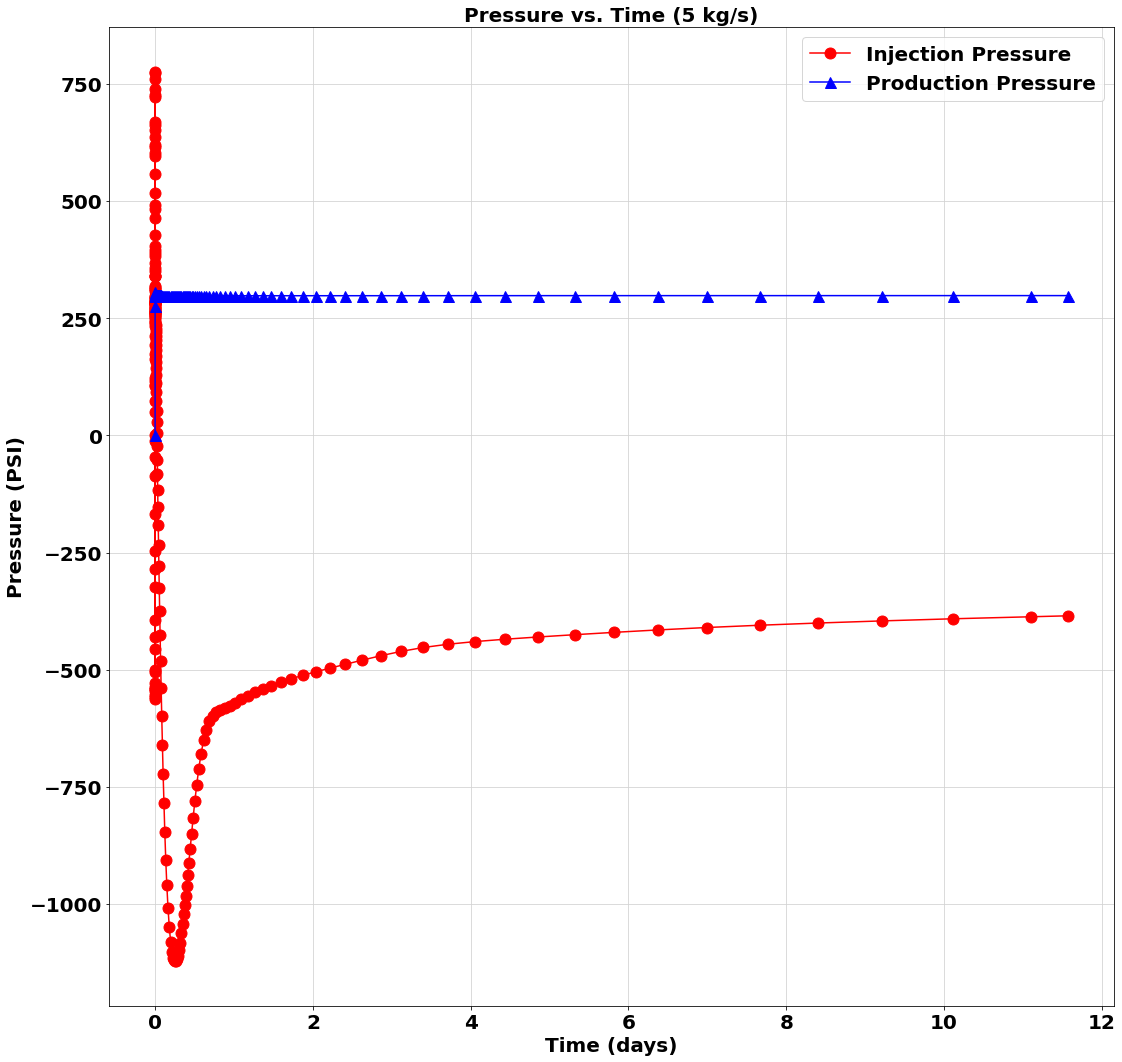 Pressure vs. Time (5 kg/s)
Injection Pressure
Production Pressure
750
500
250
0
−250
−500
−750
−1000
Pressure (PSI)
0 2 4 6 8 10 12
Time (days)